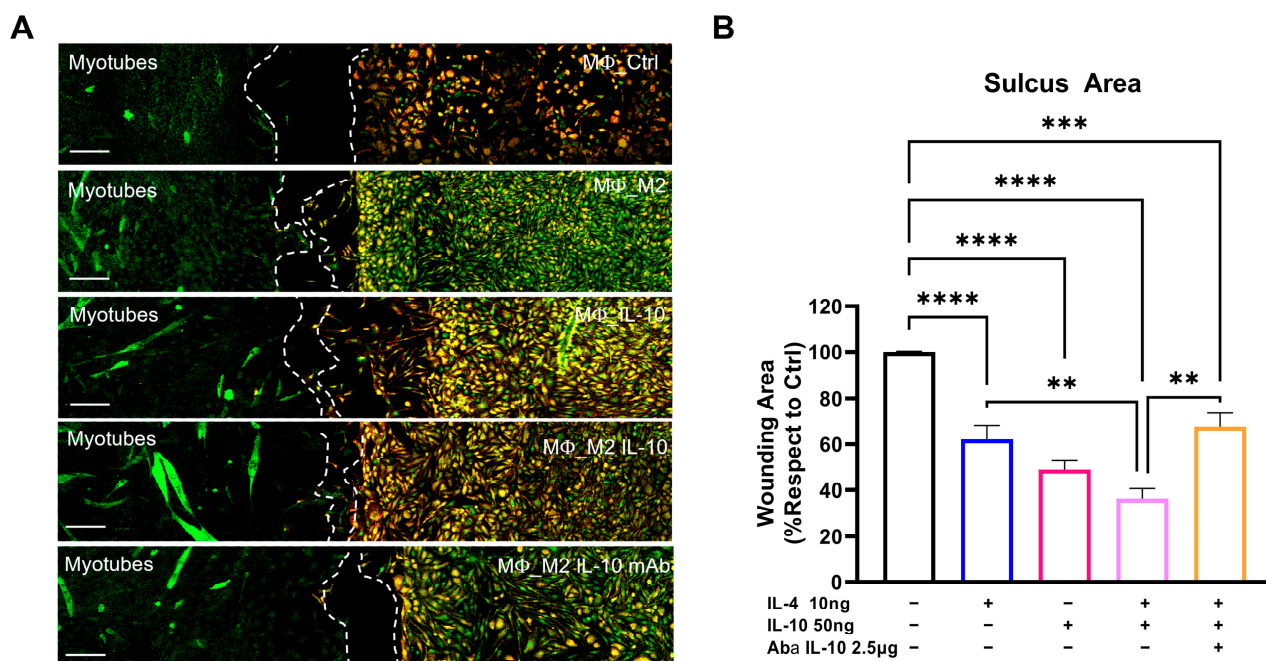 A
Myotubes MΦ_Ctrl
Myotubes MΦ_M2
Myotubes MΦ_IL-10
Myotubes MΦ_M2 IL-10
Myotubes MΦ_M2 IL-10 mAb
B
Sulcus Area
***
****
****
****
**
**
Wounding Area
(%Respect to Ctrl)
120
100
80
60
40
20
0
IL-4 10ng − + − + +
IL-10 50ng − − + + +
Aba IL-10 2.5µg − − − − +